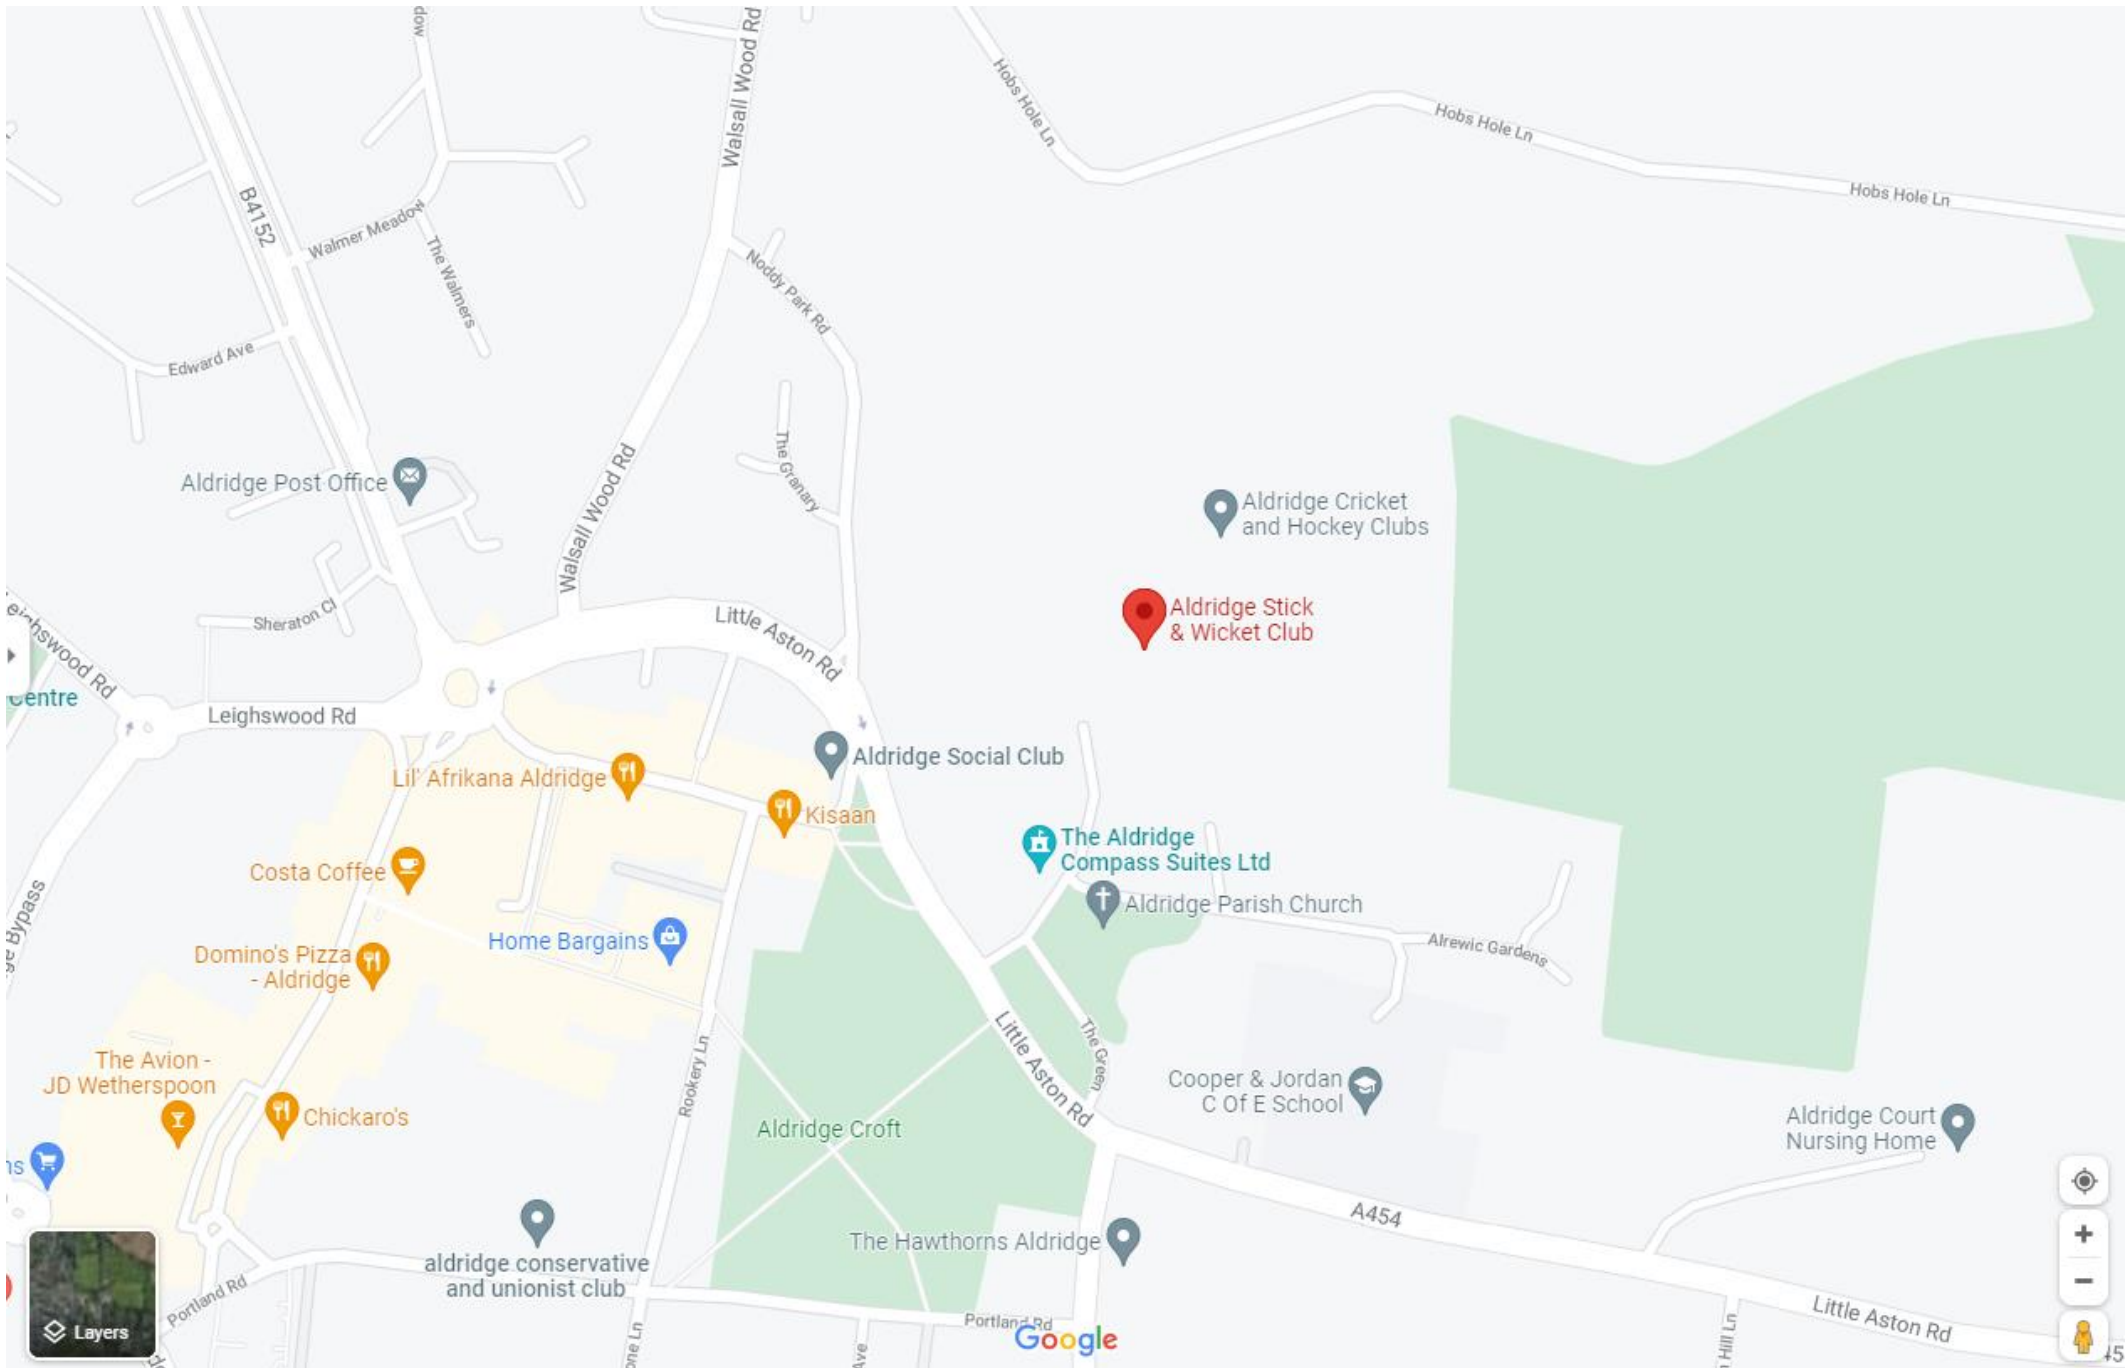 Walsall Wood Rd
Hobs Hole Ln
Hobs Hole Ln
Hobs Hole Ln
B4152
Walmer Meadow
The Walmers
Noddy Park Rd
Edward Ave
The Granary
Walsall Wood Rd
Aldridge Post Office
Aldridge Cricket
and Hockey Clubs
Aldridge Stick
& Wicket Club
Sheraton Cl
Little Aston Rd
Leighswood Rd
Centre
Leighswood Rd
Aldridge Social Club
Lil' Afrikana Aldridge
Kisaan
The Aldridge
Compass Suites Ltd
Costa Coffee
Aldridge Parish Church
Bypass
Home Bargains
Alrewic Gardens
Domino's Pizza
- Aldridge
Little Aston Rd
The Green
Rookery Ln
The Avion -
JD Wetherspoon
Chickaro's
Cooper & Jordan
C Of E School
Aldridge Croft
Aldridge Court
Nursing Home
A454
The Hawthorns Aldridge
aldridge conservative
and unionist club
Portland Rd
Portland Rd
Little Aston Rd
Hill Ln
Ave
Layers
Google